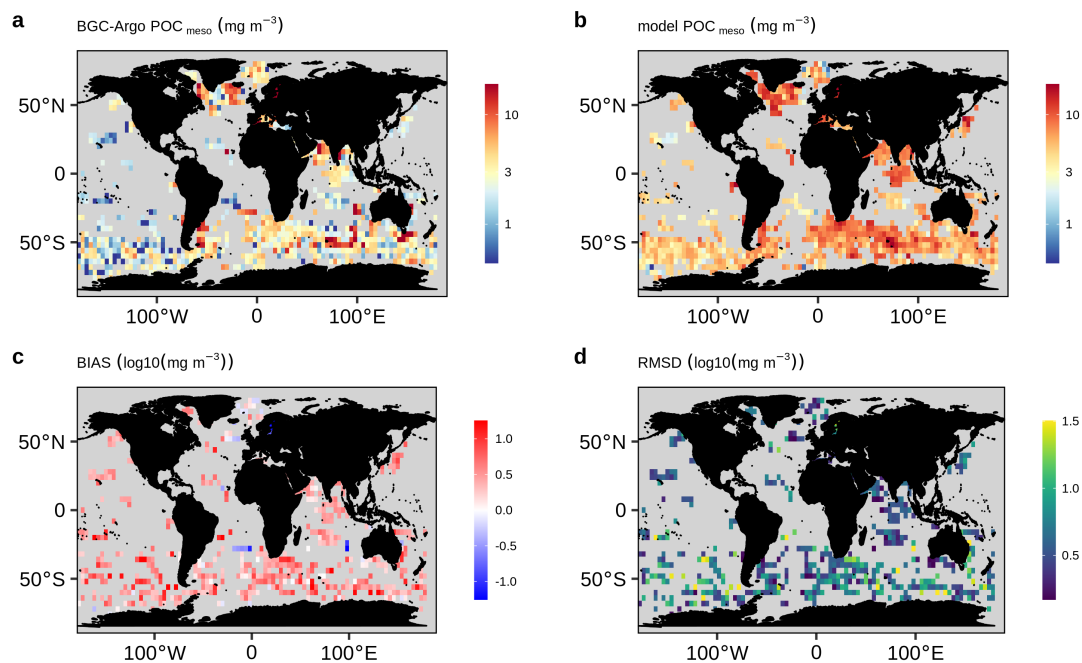 a BGC-Argo POC meso (mg m−3)
50°N
0
50°S
100°W 0 100°E
10
3
1
b model POC meso (mg m−3)
50°N
0
50°S
100°W 0 100°E
10
3
1
c BIAS (log10(mg m−3))
50°N
0
50°S
100°W 0 100°E
1.0
0.5
0.0
-0.5
-1.0
d RMSD (log10(mg m−3))
50°N
0
50°S
100°W 0 100°E
1.5
1.0
0.5